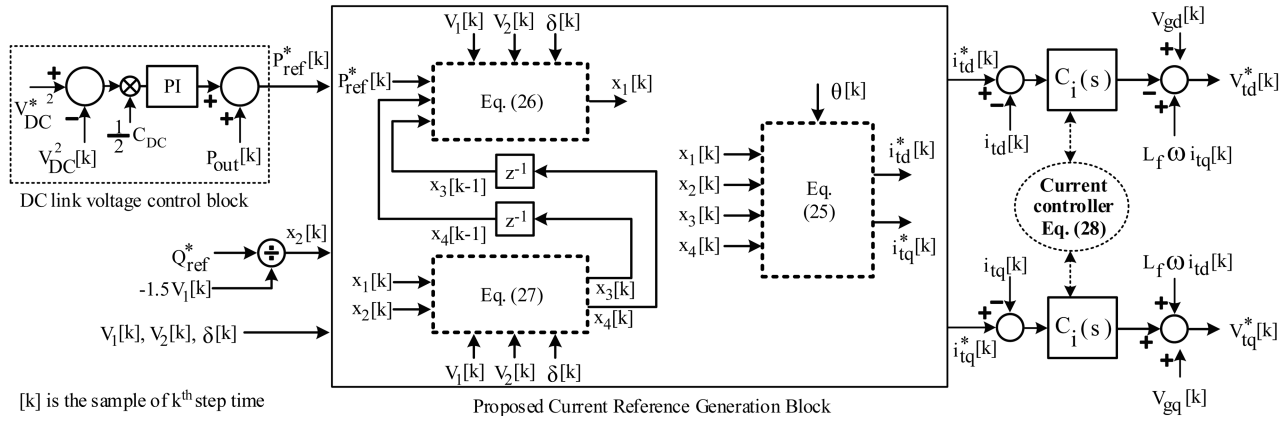 V₁[k]
V₂[k]
δ[k]
P*ref[k]
V*DC²
V²DC[k]
1/2 CDC
PI
Pout[k]
DC link voltage control block
P*ref[k]
Eq. (26)
x₁[k]
z⁻¹
x₃[k-1]
z⁻¹
x₄[k-1]
Q*ref
÷
x₂[k]
-1.5V₁[k]
V₁[k], V₂[k], δ[k]
x₁[k]
x₂[k]
Eq. (27)
x₃[k]
x₄[k]
V₁[k]
V₂[k]
δ[k]
θ[k]
x₁[k]
x₂[k]
x₃[k]
x₄[k]
Eq.
(25)
i*td[k]
i*tq[k]
i*td[k]
itd[k]
Ci(s)
Vgd[k]
V*td[k]
Lf ω itq[k]
Current
controller
Eq. (28)
itq[k]
i*tq[k]
Ci(s)
Lf ω itd[k]
V*tq[k]
Vgq[k]
[k] is the sample of kᵗʰ step time
Proposed Current Reference Generation Block